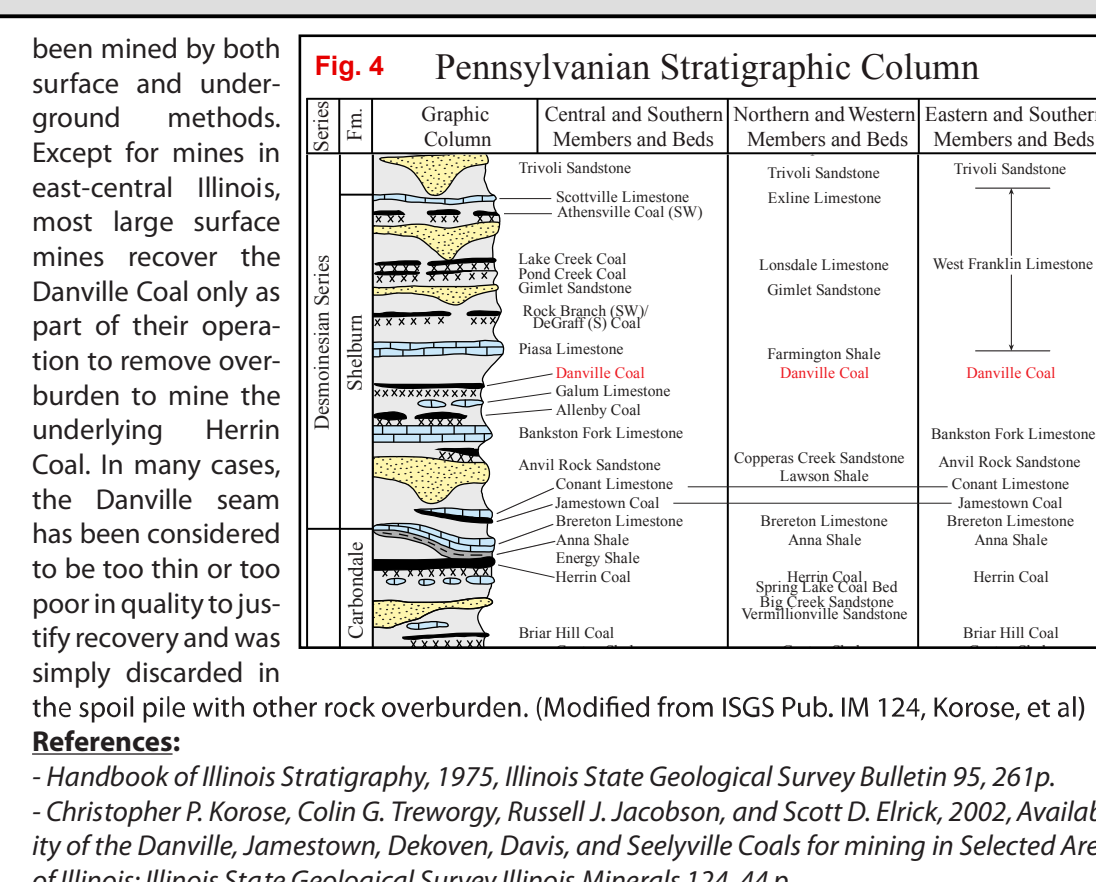 been mined by both
surface and under-
ground methods.
Except for mines in
east-central Illinois,
most large surface
mines recover the
Danville Coal only as
part of their opera-
tion to remove over-
burden to mine the
underlying Herrin
Coal. In many cases,
the Danville seam
has been considered
to be too thin or too
poor in quality to jus-
tify recovery and was
simply discarded in
the spoil pile with other rock overburden. (Modified from ISGS Pub. IM 124, Korose, et al)
Fig. 4 Pennsylvanian Stratigraphic Column
Series
Fm.
Graphic
Column
Central and Southern
Members and Beds
Northern and Western
Members and Beds
Eastern and Southern
Members and Beds
Desmoinesian Series
Shelburn
Carbondale
Trivoli Sandstone
Scottville Limestone
Athensville Coal (SW)
Lake Creek Coal
Pond Creek Coal
Gimlet Sandstone
Rock Branch (SW)/
DeGraff (S) Coal
Piasa Limestone
Danville Coal
Galum Limestone
Allenby Coal
Bankston Fork Limestone
Anvil Rock Sandstone
Conant Limestone
Jamestown Coal
Brereton Limestone
Anna Shale
Energy Shale
Herrin Coal
Briar Hill Coal
Trivoli Sandstone
Exline Limestone
Lonsdale Limestone
Gimlet Sandstone
Farmington Shale
Danville Coal
Copperas Creek Sandstone
Lawson Shale
Brereton Limestone
Anna Shale
Herrin Coal
Spring Lake Coal Bed
Big Creek Sandstone
Vermillionville Sandstone
Trivoli Sandstone
West Franklin Limestone
Danville Coal
Bankston Fork Limestone
Anvil Rock Sandstone
Conant Limestone
Jamestown Coal
Brereton Limestone
Anna Shale
Herrin Coal
Briar Hill Coal
References:
- Handbook of Illinois Stratigraphy, 1975, Illinois State Geological Survey Bulletin 95, 261p.
- Christopher P. Korose, Colin G. Treworgy, Russell J. Jacobson, and Scott D. Elrick, 2002, Availab
ity of the Danville, Jamestown, Dekoven, Davis, and Seelyville Coals for mining in Selected Are
of Illinois: Illinois State Geological Survey Illinois Minerals 124, 44 p.